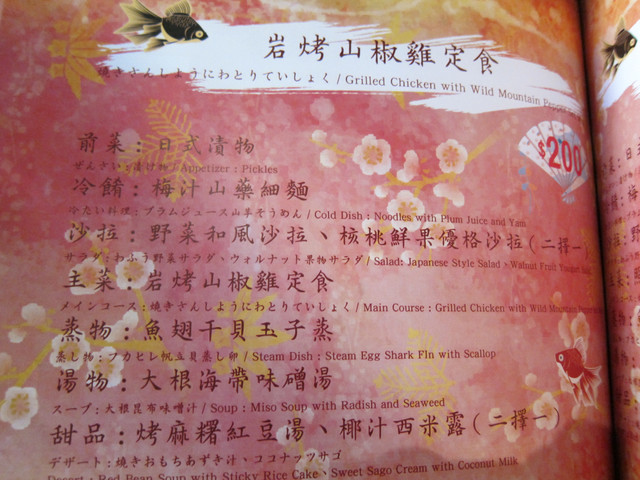 岩烤山椒雞定食
焼きさんしょうにわとりていしょく / Grilled Chicken with Wild Mountain Pepper
$200
前菜：日式漬物
ぜんさい：漬け物 / Appetizer : Pickles
冷餚：梅汁山藥細麵
冷たい料理：プラムジュース山羊そうめん / Cold Dish : Noodles with Plum Juice and Yam
沙拉：野菜和風沙拉、核桃鮮果優格沙拉(二擇一)
サラダ：わふう野菜サラダ、ウォルナット果物サラダ / Salad: Japanese Style Salad、Walnut Fruit Yogurt
主菜：岩烤山椒雞定食
メインコース：焼きさんしょうにわとりていしょく / Main Course : Grilled Chicken with Wild Mountain
蒸物：魚翅干貝玉子蒸
蒸し物：フカヒレ帆立貝蒸し卵 / Steam Dish : Steam Egg Shark Fin with Scallop
湯物：大根海帶味磳湯
スープ：大根昆布味噌汁 / Soup : Miso Soup with Radish and Seaweed
甜品：烤麻糬紅豆湯、椰汁西米露(二擇一)
デザート：焼きおもちあずき汁、ココナッツサゴ
Dessert : Red Bean Soup with Sticky Rice Cake、Sweet Sago Cream with Coconut Milk